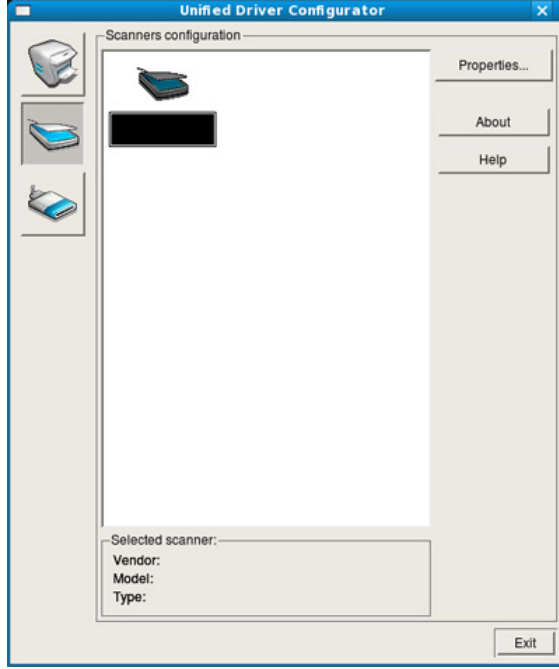 Unified Driver Configurator
Scanners configuration
Properties...
About
Help
Selected scanner:
Vendor:
Model:
Type:
Exit